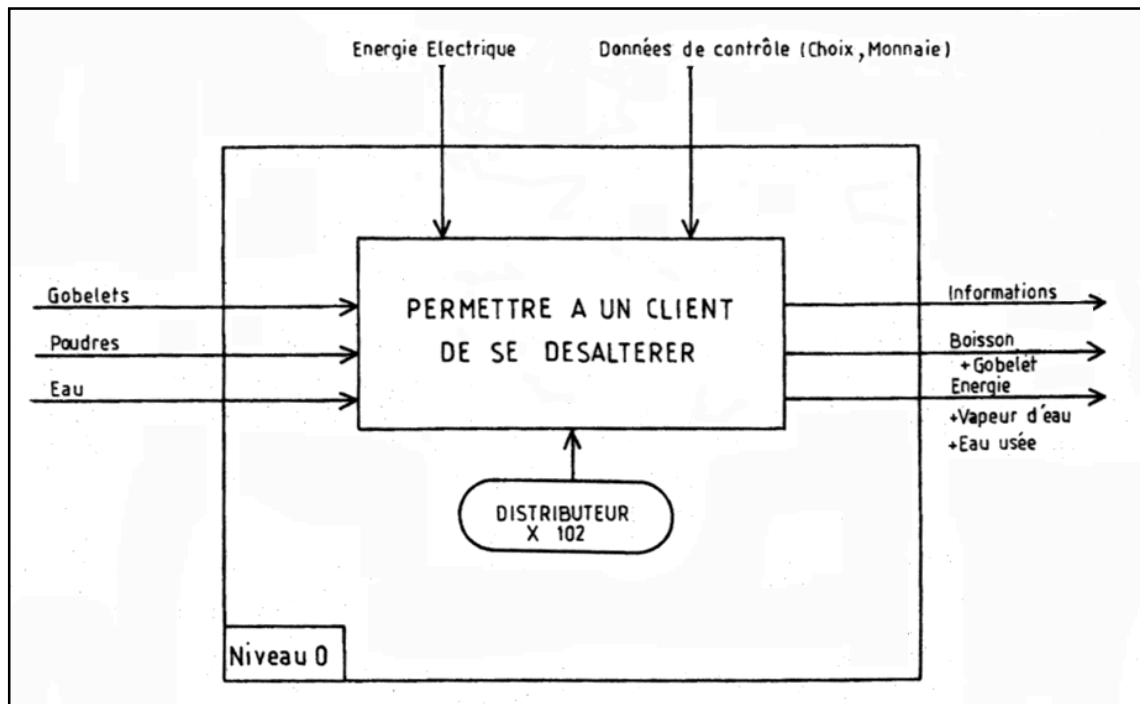 Energie Electrique
Données de contrôle (Choix, Monnaie)
Gobelets
Poudres
Eau
PERMETTRE A UN CLIENT
DE SE DESALTERER
Informations
Boisson
+Gobelet
Energie
+Vapeur d'eau
+Eau usée
DISTRIBUTEUR
X 102
Niveau 0